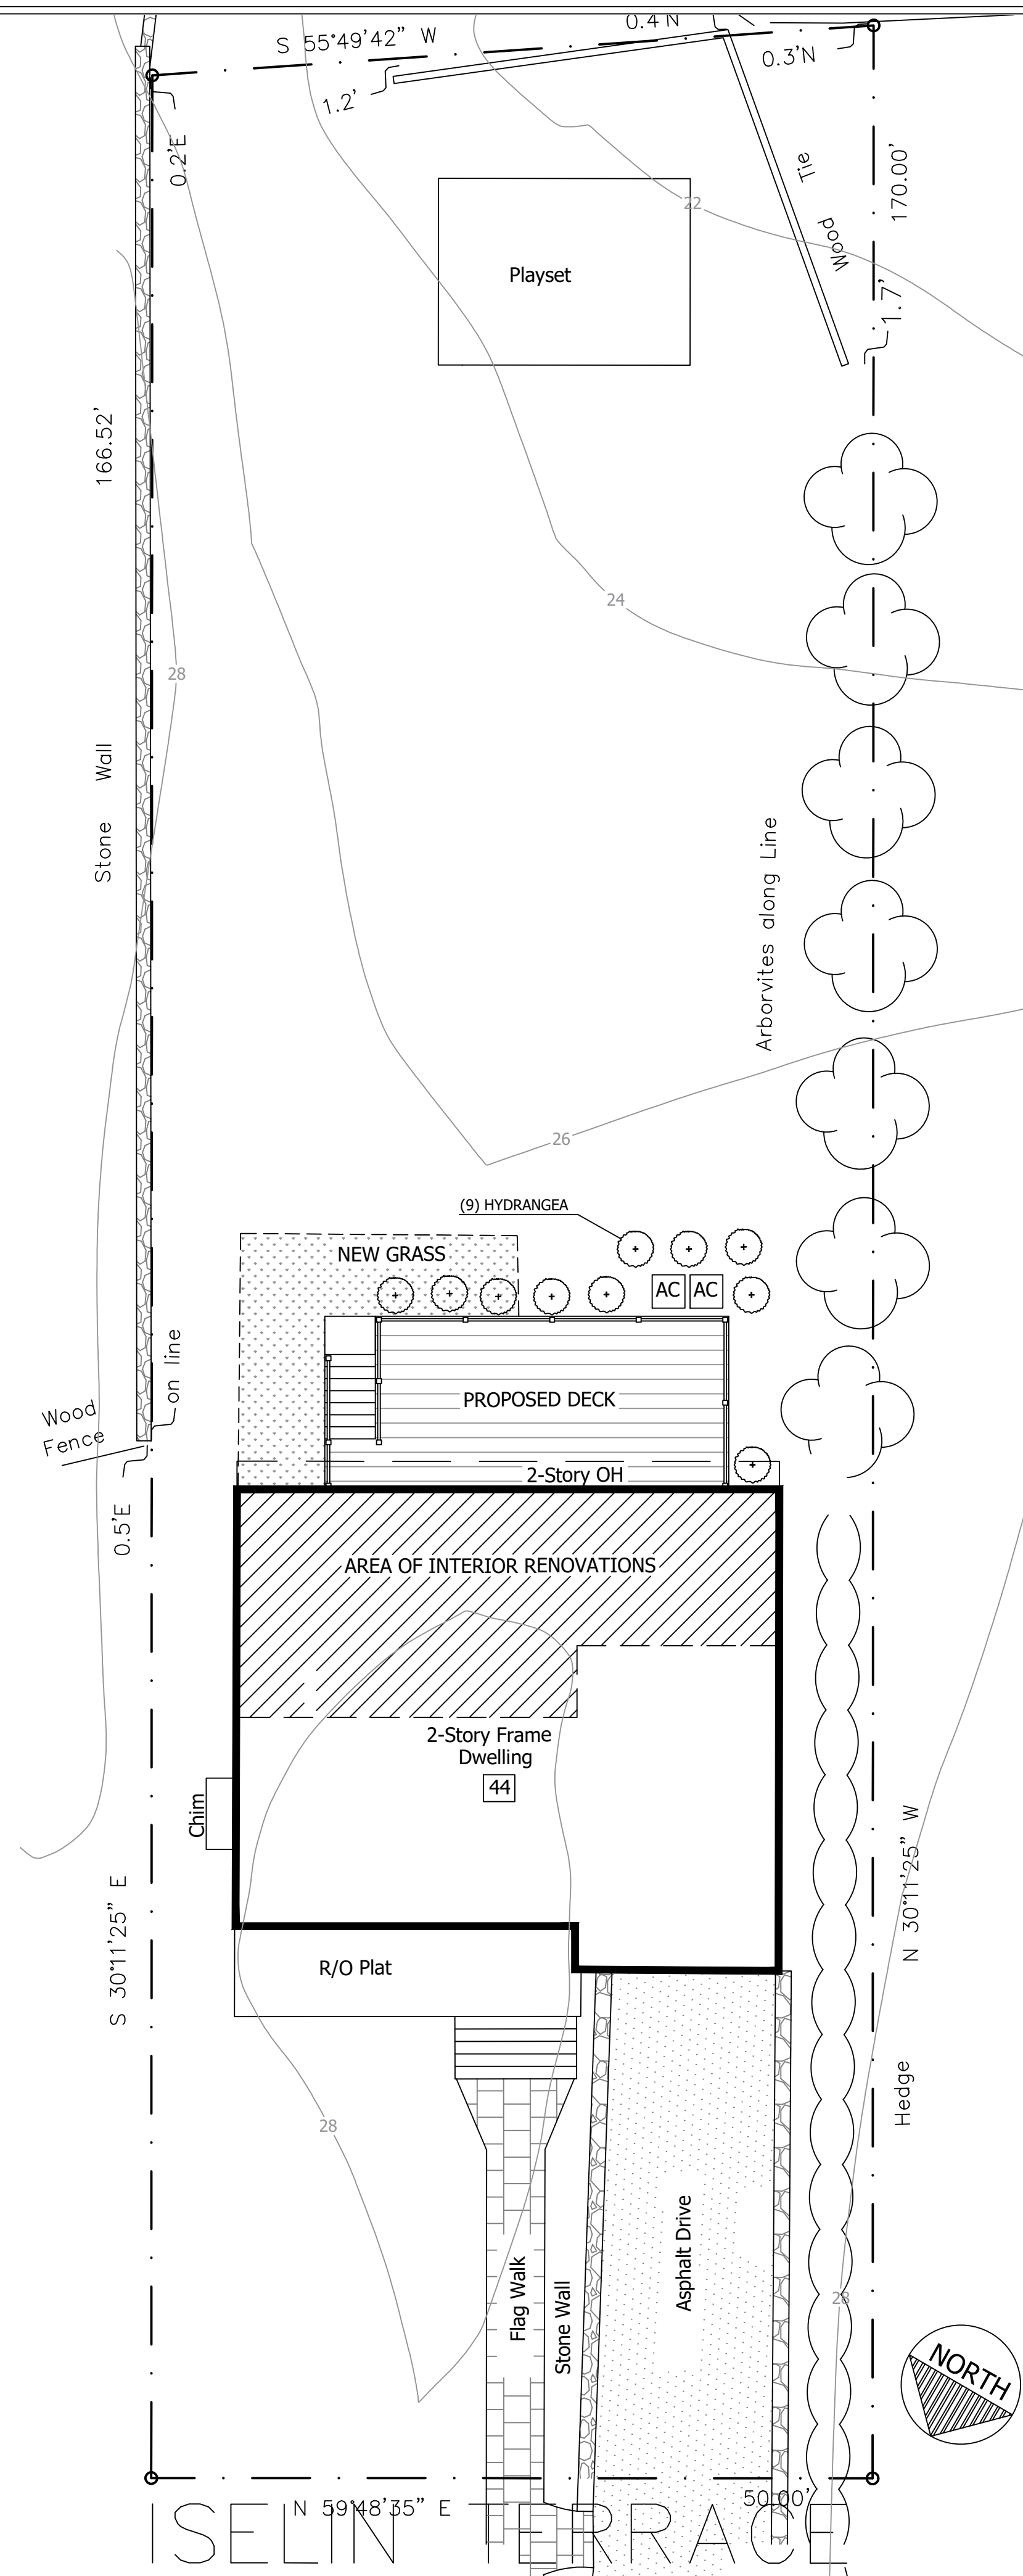 S 55°49'42" W
0.4'N
0.3'N
1.2'
0.2'E
170.00'
Wood Tie
22
Playset
1.7'
166.52'
24
28
Stone Wall
Arborvites along Line
26
(9) HYDRANGEA
NEW GRASS
AC AC
on line
PROPOSED DECK
Wood
Fence
2-Story OH
0.5'E
AREA OF INTERIOR RENOVATIONS
2-Story Frame
Dwelling
44
Chim
S 30°11'25" E
N 30°11'25" W
R/O Plat
Hedge
28
Asphalt Drive
Flag Walk
Stone Wall
28
NORTH
50.00'
N 59°48'35" E
ISELIN TERRACE